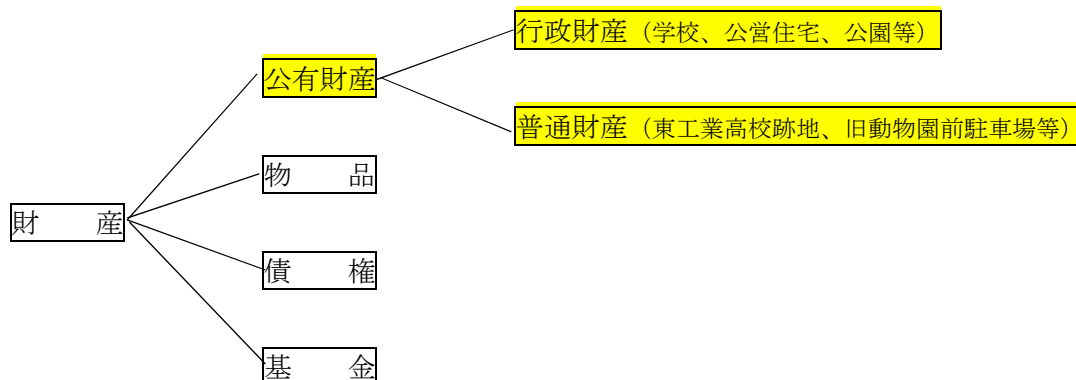 行政財産（学校、公営住宅、公園等）
公有財産
普通財産（東工業高校跡地、旧動物園前駐車場等）
物　　品
財　　産
債　　権
基　　金